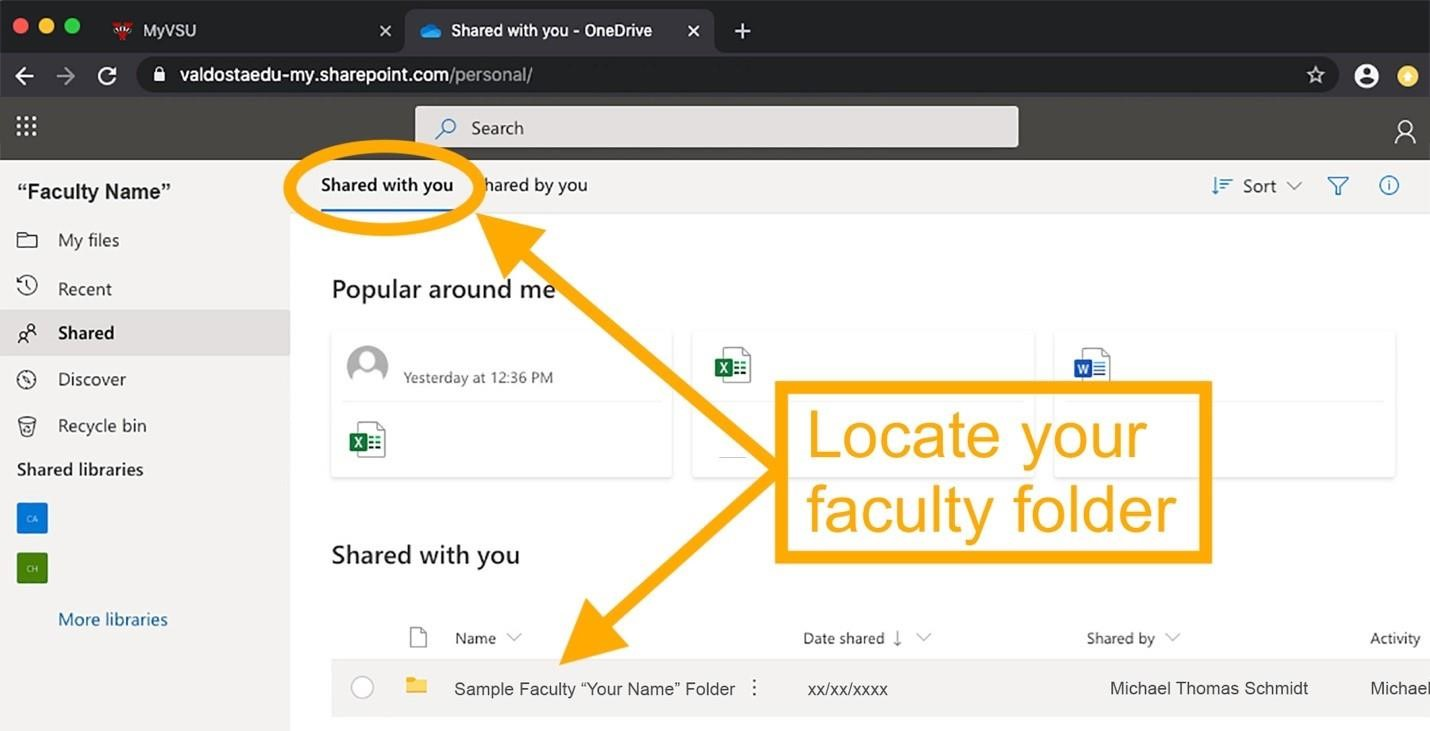 MyVSU
Shared with you - OneDrive
valdostaedu-my.sharepoint.com/personal/
Search
“Faculty Name”
My files
Recent
Shared
Discover
Recycle bin
Shared libraries
CA
CH
More libraries
Shared with you
hared by you
Sort
Popular around me
Yesterday at 12:36 PM
Locate your
faculty folder
Shared with you
Name Date shared Shared by Activity
Sample Faculty “Your Name” Folder xx/xx/xxxx Michael Thomas Schmidt Michael